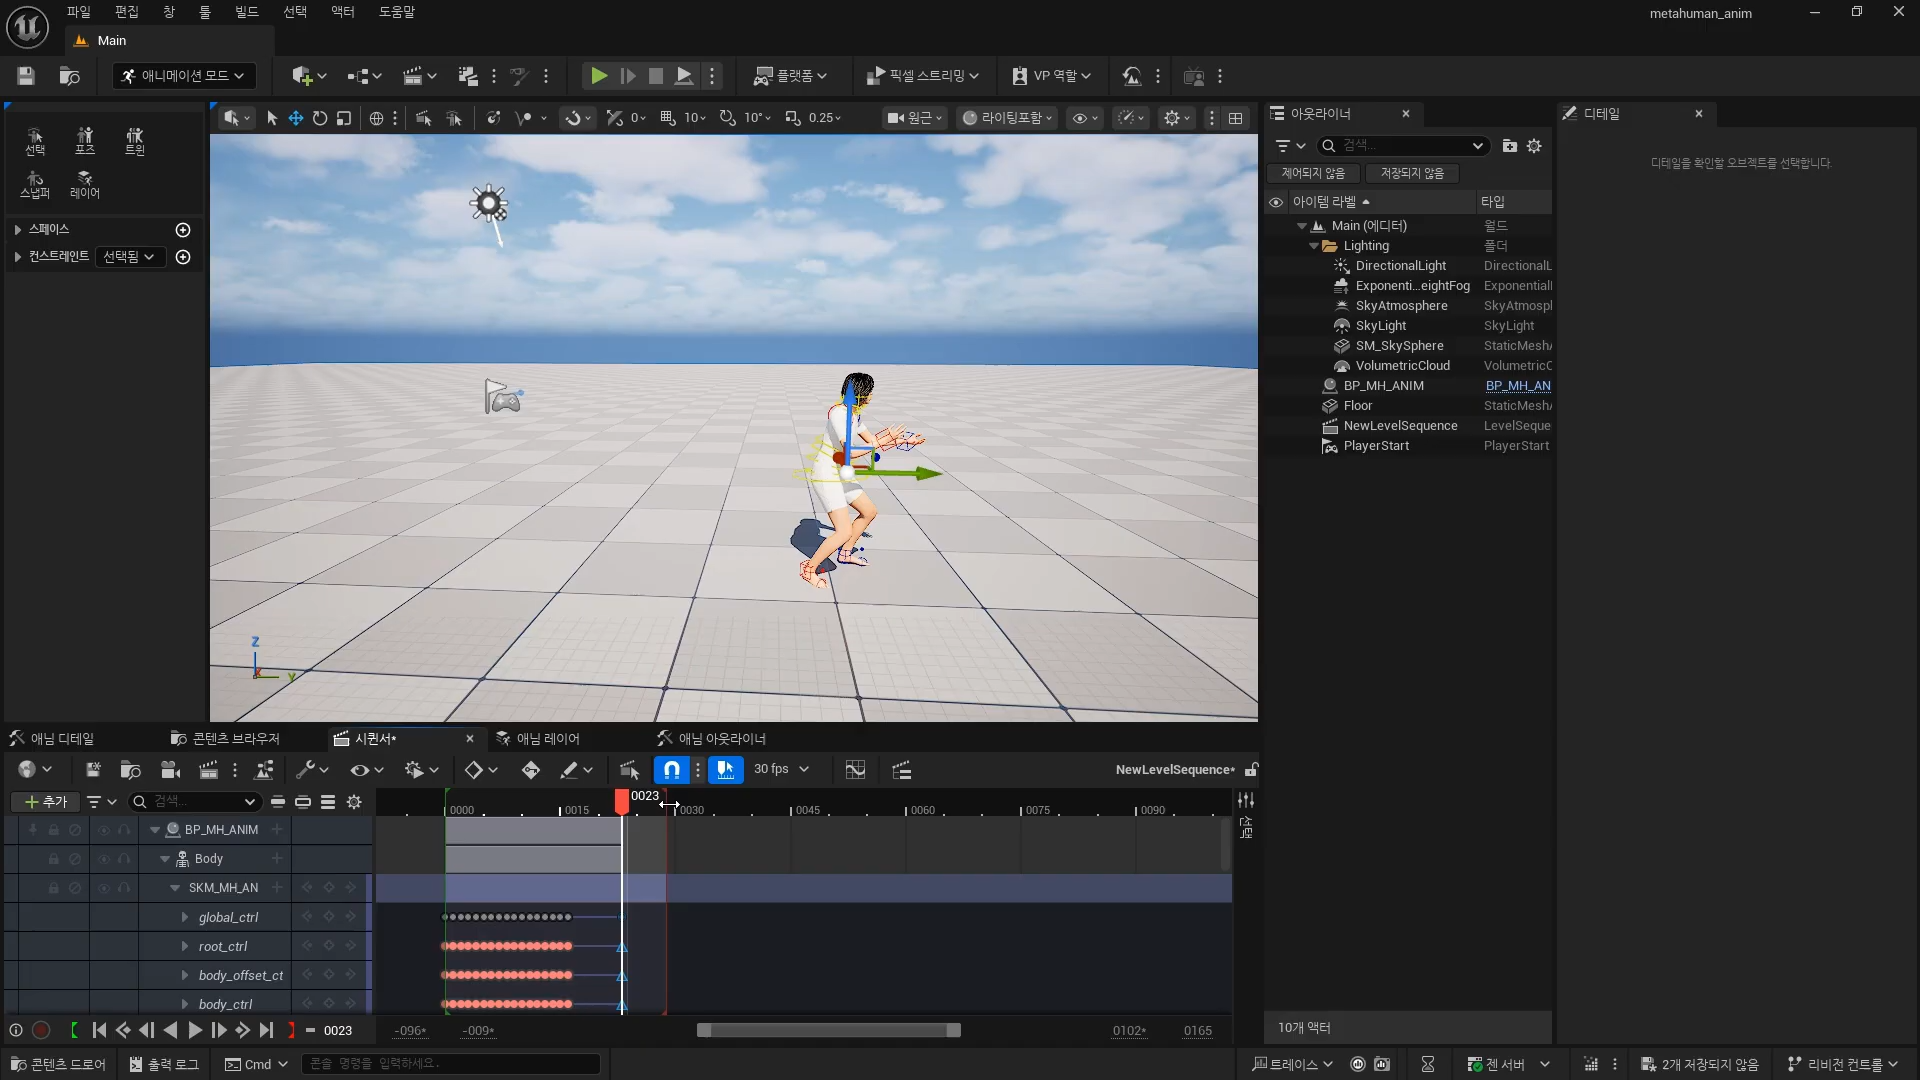 파일 편집 창 툴 빌드 선택 액터 도움말
metahuman_anim
Main
애니메이션 모드
플랫폼
픽셀 스트리밍
VP 역할
선택 포즈 트윈
스냅퍼 레이어
스페이스
컨스트레인트 선택됨
0 10 10° 0.25
원근 라이팅포함
Z
X Y
아웃라이너
검색...
제어되지 않음 저장되지 않음
아이템 라벨 타입
Main (에디터) 월드
Lighting 폴더
DirectionalLight DirectionalL
Exponenti...eightFog Exponential
SkyAtmosphere SkyAtmosp
SkyLight SkyLight
SM_SkySphere StaticMesh
VolumetricCloud VolumetricC
BP_MH_ANIM BP_MH_AN
Floor StaticMesh
NewLevelSequence LevelSeque
PlayerStart PlayerStart
10개 액터
디테일
디테일을 확인할 오브젝트를 선택합니다.
애님 디테일 콘텐츠 브라우저 시퀀서* 애님 레이어 애님 아웃라이너
30 fps
NewLevelSequence*
추가 검색...
0000 0015 0023 0030 0045 0060 0075 0090
선택
BP_MH_ANIM
Body
SKM_MH_AN
global_ctrl
root_ctrl
body_offset_ct
body_ctrl
0023 -096* -009* 0102* 0165
콘텐츠 드로어 출력 로그 Cmd 콘솔 명령을 입력하세요.
트레이스 젠 서버 2개 저장되지 않음 리비전 컨트롤